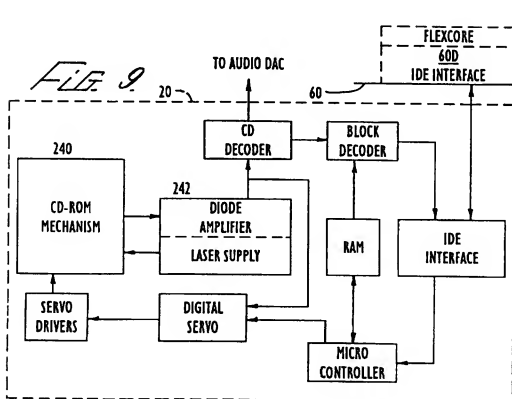 FLEXCORE
60D
IDE INTERFACE
FIG. 9.
TO AUDIO DAC
20
60
CD
DECODER
BLOCK
DECODER
240
CD-ROM
MECHANISM
242
DIODE
AMPLIFIER
LASER SUPPLY
RAM
IDE
INTERFACE
SERVO
DRIVERS
DIGITAL
SERVO
MICRO
CONTROLLER